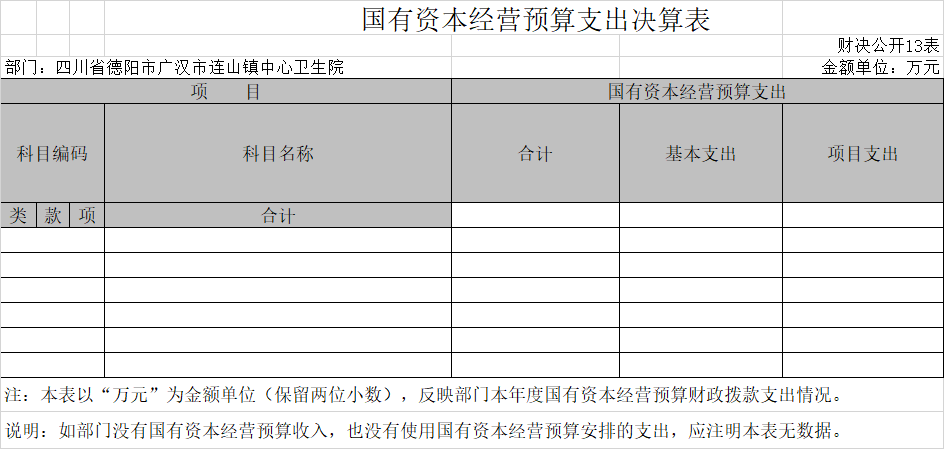 国有资本经营预算支出决算表
财决公开13表
部门：四川省德阳市广汉市连山镇中心卫生院 金额单位：万元
项 目 国有资本经营预算支出
科目编码 科目名称 合计 基本支出 项目支出
类 款 项 合计
注：本表以“万元”为金额单位（保留两位小数），反映部门本年度国有资本经营预算财政拨款支出情况。
说明：如部门没有国有资本经营预算收入，也没有使用国有资本经营预算安排的支出，应注明本表无数据。